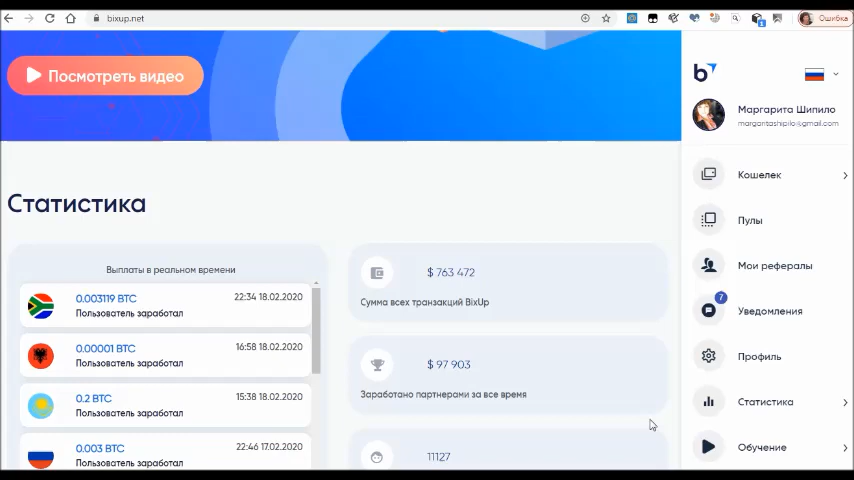 bixup.net
Ошибка
Посмотреть видео
Статистика
Выплаты в реальном времени
0.003119 BTC
22:34 18.02.2020
Пользователь заработал
0.00001 BTC
16:58 18.02.2020
Пользователь заработал
0.2 BTC
15:38 18.02.2020
Пользователь заработал
0.003 BTC
22:46 17.02.2020
Пользователь заработал
$ 763 472
Сумма всех транзакций BixUp
$ 97 903
Заработано партнерами за все время
11127
b
Маргарита Шипило
margaritashipilo@gmail.com
Кошелек
Пулы
Мои рефералы
7
Уведомления
Профиль
Статистика
Обучение